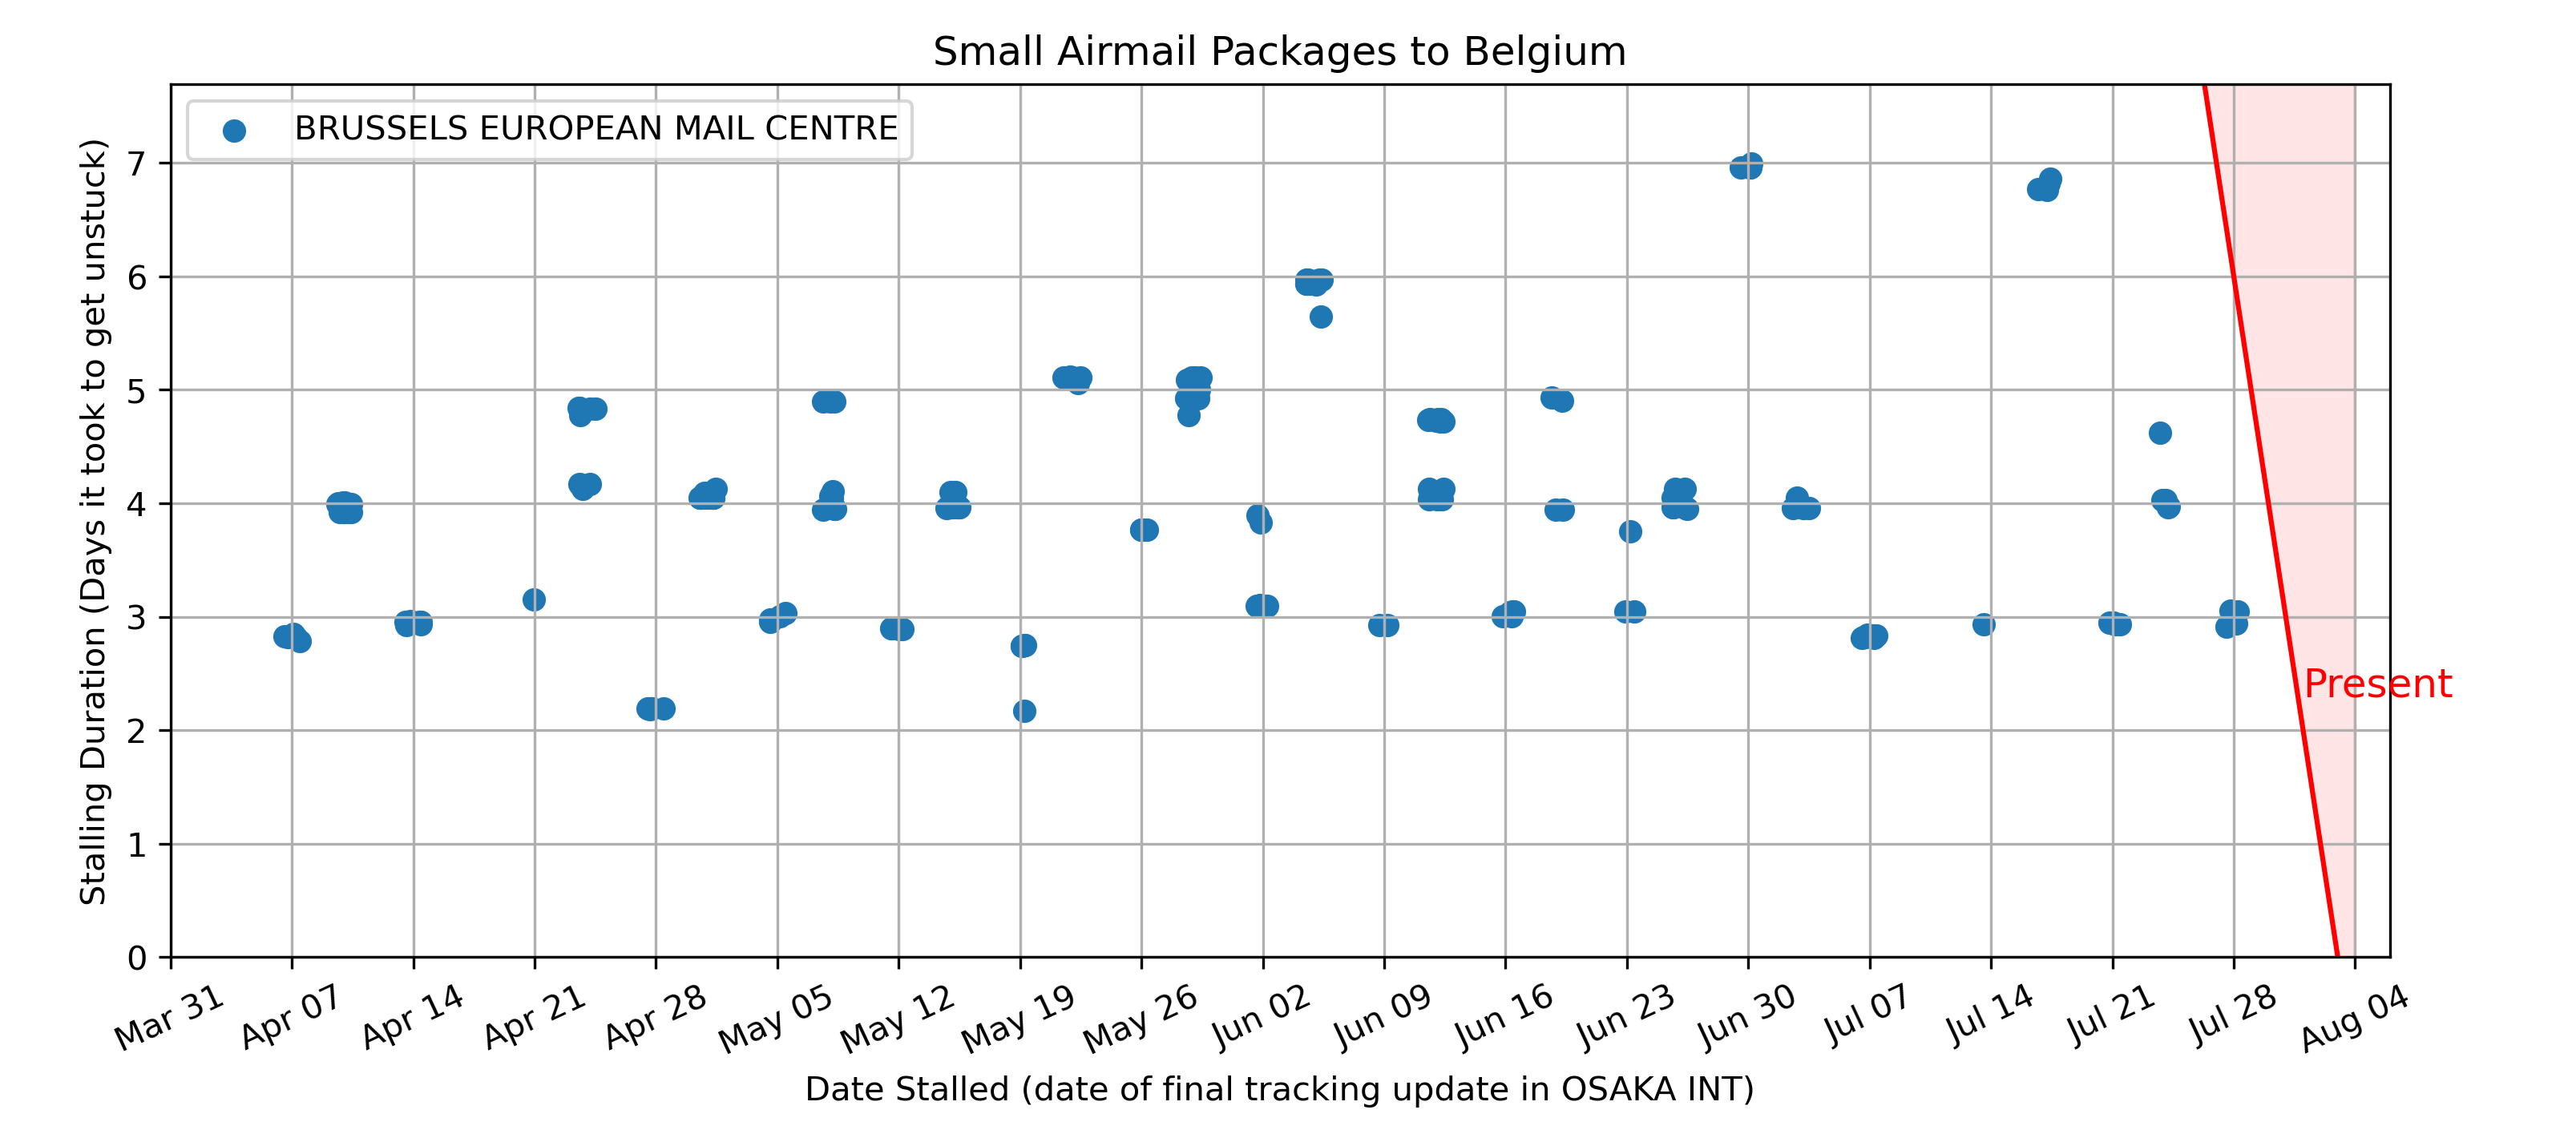 Small Airmail Packages to Belgium
BRUSSELS EUROPEAN MAIL CENTRE
Stalling Duration (Days it took to get unstuck)
7
6
5
4
3
2
1
0
Present
Mar 31
Apr 07
Apr 14
Apr 21
Apr 28
May 05
May 12
May 19
May 26
Jun 02
Jun 09
Jun 16
Jun 23
Jun 30
Jul 07
Jul 14
Jul 21
Jul 28
Aug 04
Date Stalled (date of final tracking update in OSAKA INT)